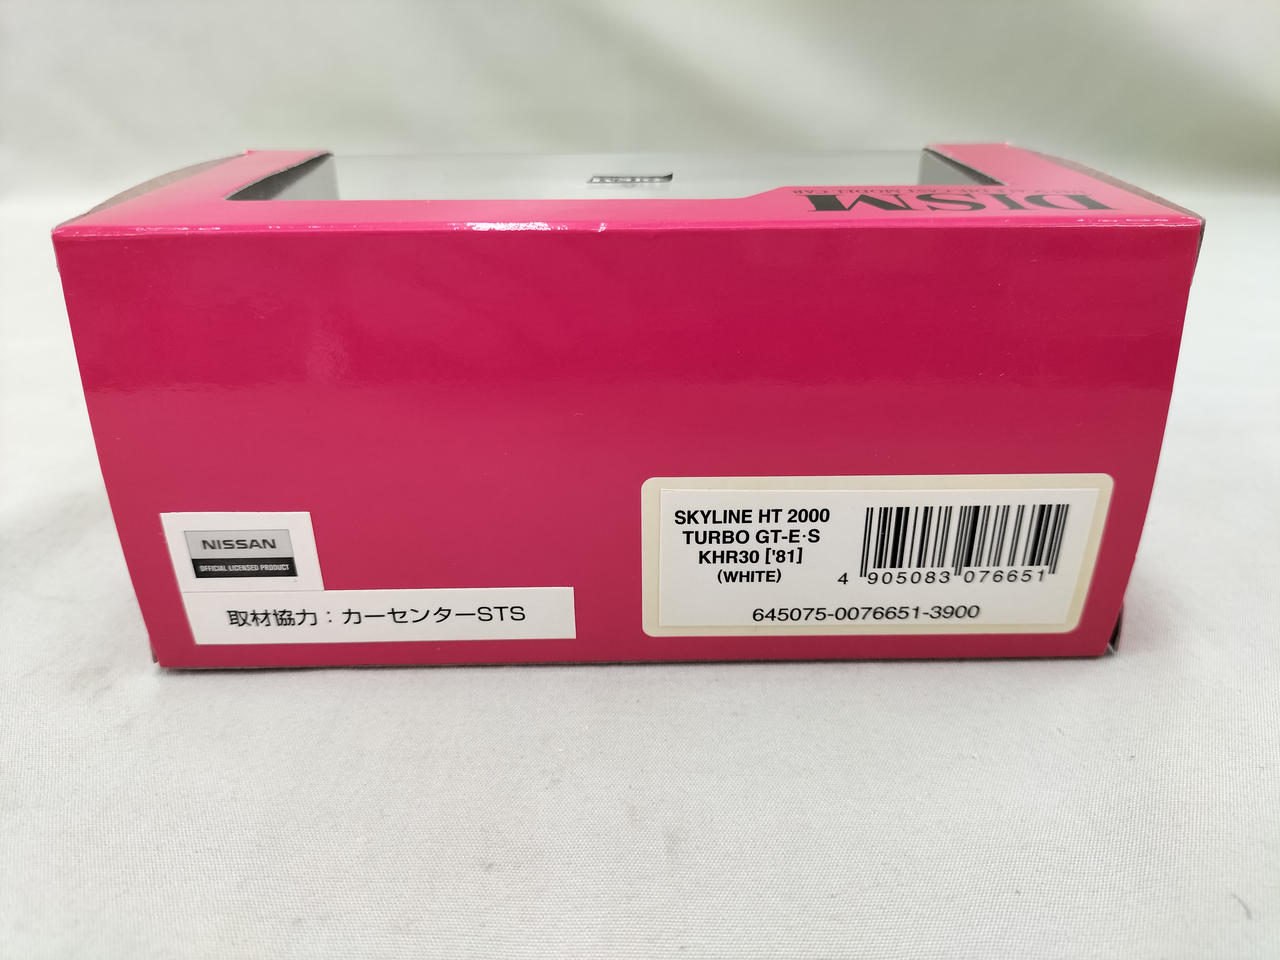 DISM
SKYLINE HT 2000
TURBO GT-E·S
KHR30 ['81]
(WHITE)
4 905083 076651
645075-0076651-3900
NISSAN
OFFICIAL LICENSED PRODUCT
取材協力：カーセンターSTS